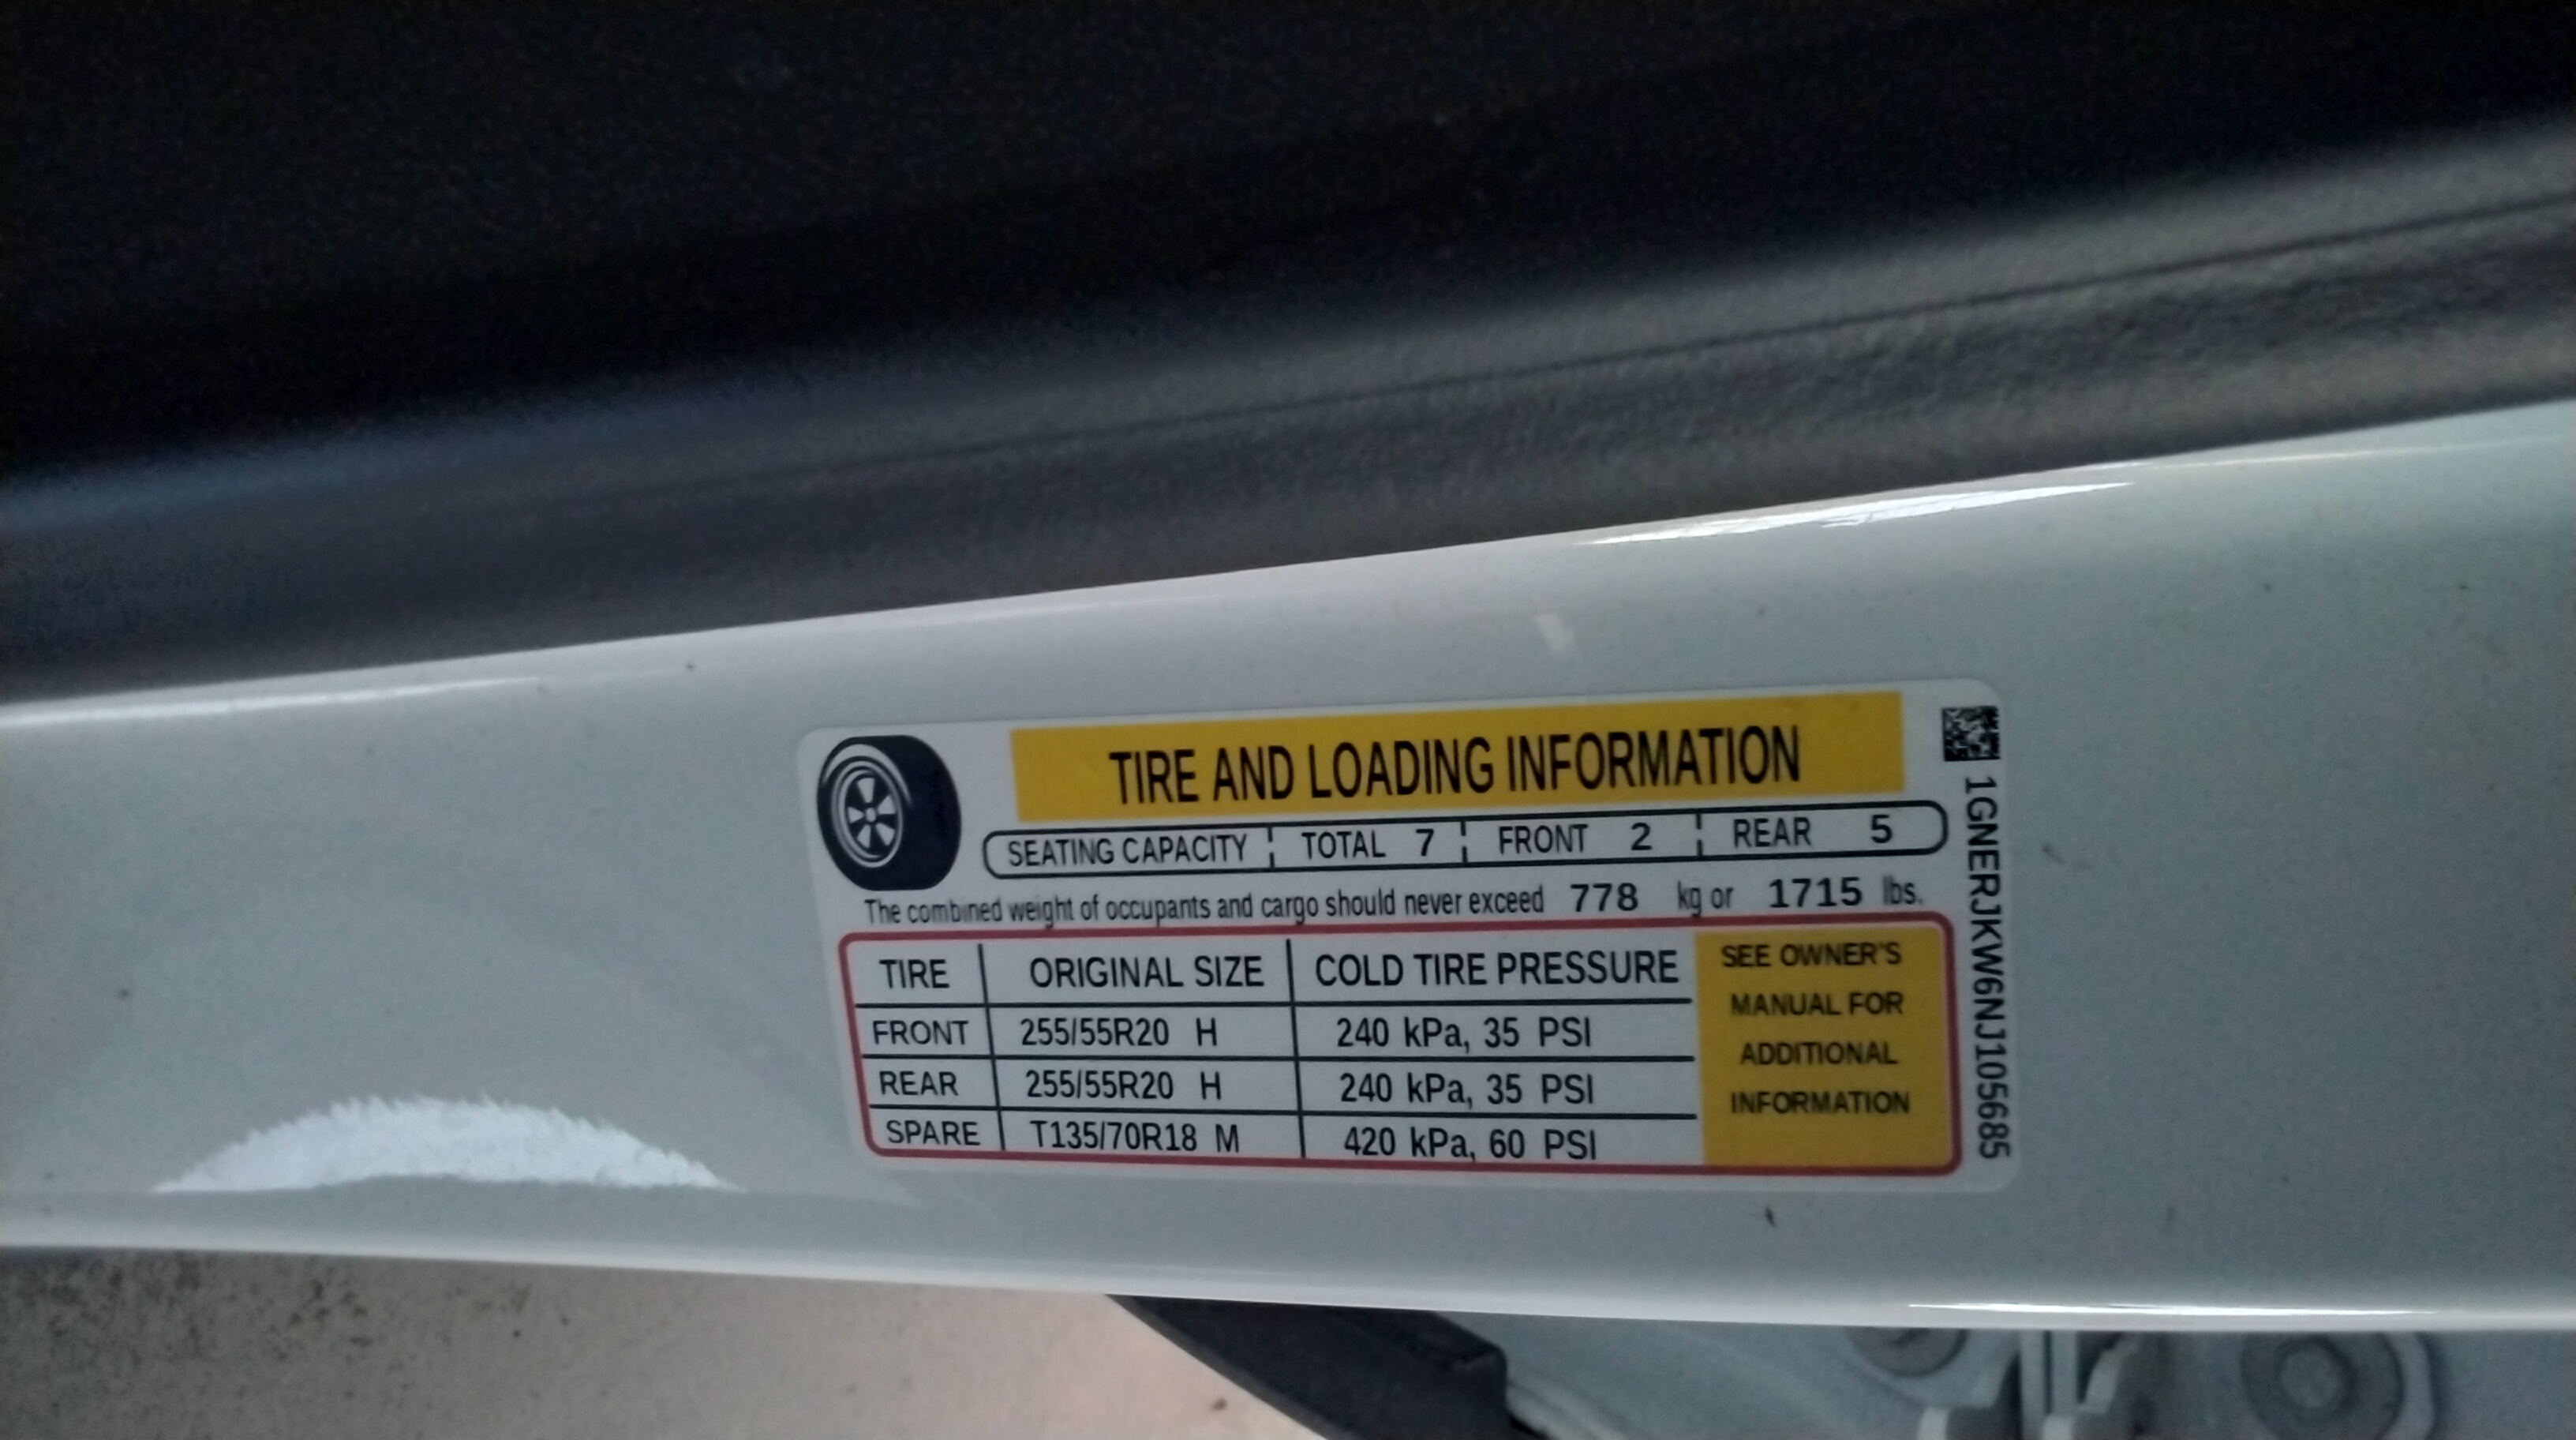 TIRE AND LOADING INFORMATION
SEATING CAPACITY TOTAL 7 FRONT 2 REAR 5
The combined weight of occupants and cargo should never exceed 778 kg or 1715 lbs.
TIRE ORIGINAL SIZE COLD TIRE PRESSURE
FRONT 255/55R20 H 240 kPa, 35 PSI
REAR 255/55R20 H 240 kPa, 35 PSI
SPARE T135/70R18 M 420 kPa, 60 PSI
SEE OWNER'S
MANUAL FOR
ADDITIONAL
INFORMATION
1GNERJKW6NJ105685